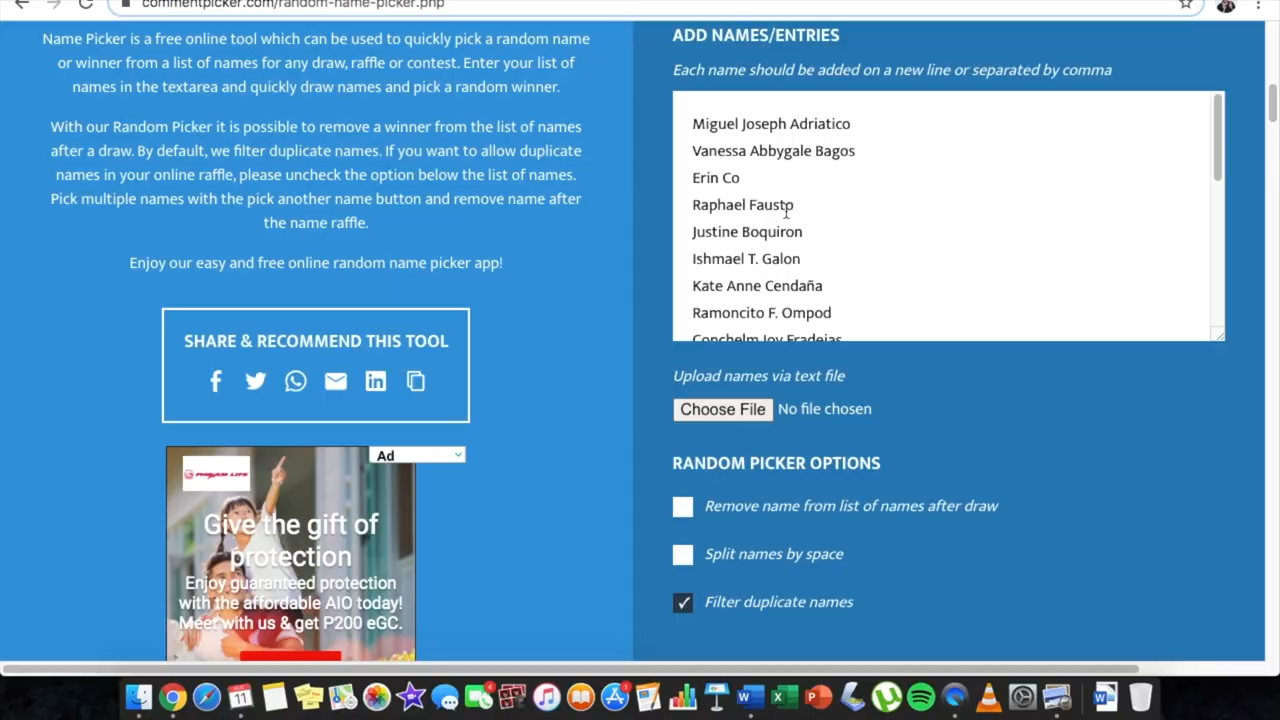 commentpicker.com/random-name-picker.php
Name Picker is a free online tool which can be used to quickly pick a random name
or winner from a list of names for any draw, raffle or contest. Enter your list of
names in the textarea and quickly draw names and pick a random winner.
With our Random Picker it is possible to remove a winner from the list of names
after a draw. By default, we filter duplicate names. If you want to allow duplicate
names in your online raffle, please uncheck the option below the list of names.
Pick multiple names with the pick another name button and remove name after
the name raffle.
Enjoy our easy and free online random name picker app!
SHARE & RECOMMEND THIS TOOL
Ad
Give the gift of
protection
Enjoy guaranteed protection
with the affordable AIO today!
Meet with us & get P200 eGC.
ADD NAMES/ENTRIES
Each name should be added on a new line or separated by comma
Miguel Joseph Adriatico
Vanessa Abbygale Bagos
Erin Co
Raphael Fausto
Justine Boquiron
Ishmael T. Galon
Kate Anne Cendaña
Ramoncito F. Ompod
Conchelm Joy Fradejas
Upload names via text file
Choose File No file chosen
RANDOM PICKER OPTIONS
Remove name from list of names after draw
Split names by space
Filter duplicate names
11